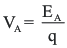 V_A = E_A / q